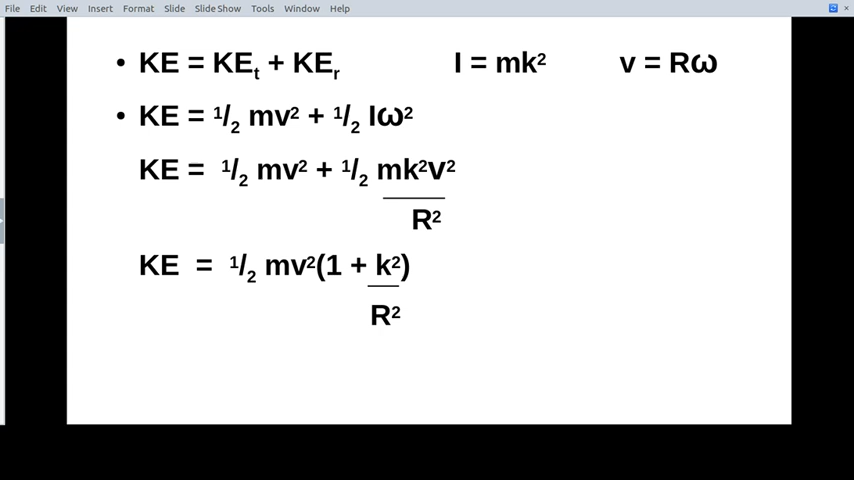 File Edit View Insert Format Slide Slide Show Tools Window Help
• KE = KEₜ + KEᵣ I = mk² v = Rω
• KE = ¹/₂ mv² + ¹/₂ Iω²
KE = ¹/₂ mv² + ¹/₂ mk²v²
R²
KE = ¹/₂ mv²(1 + k²)
R²